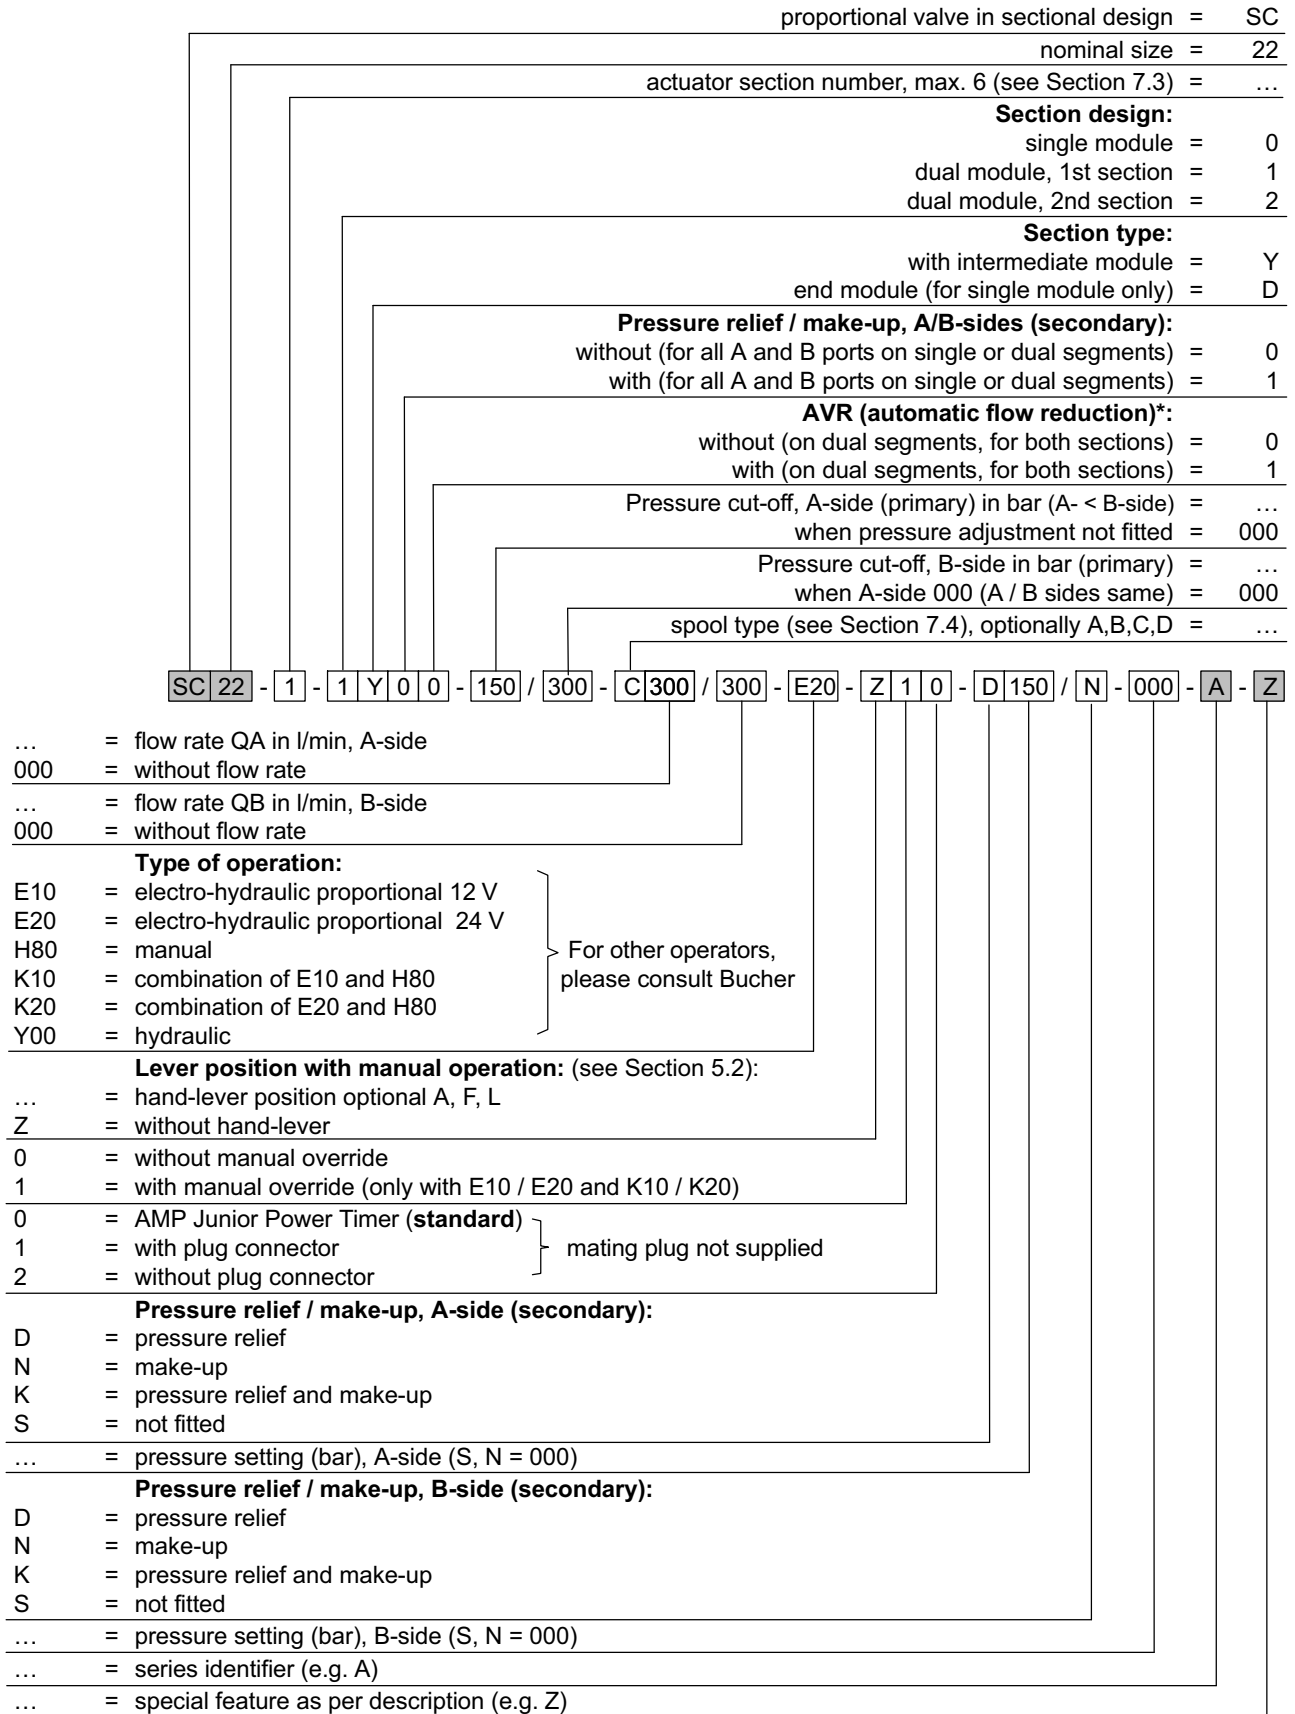 proportional valve in sectional design = SC
nominal size = 22
actuator section number, max. 6 (see Section 7.3) = …
Section design:
single module = 0
dual module, 1st section = 1
dual module, 2nd section = 2
Section type:
with intermediate module = Y
end module (for single module only) = D
Pressure relief / make-up, A/B-sides (secondary):
without (for all A and B ports on single or dual segments) = 0
with (for all A and B ports on single or dual segments) = 1
AVR (automatic flow reduction)*:
without (on dual segments, for both sections) = 0
with (on dual segments, for both sections) = 1
Pressure cut-off, A-side (primary) in bar (A- < B-side) = …
when pressure adjustment not fitted = 000
Pressure cut-off, B-side in bar (primary) = …
when A-side 000 (A / B sides same) = 000
spool type (see Section 7.4), optionally A,B,C,D = …
SC 22 - 1 - 1 Y 0 0 - 150 / 300 - C 300 / 300 - E20 - Z 1 0 - D 150 / N - 000 - A - Z
… = flow rate QA in l/min, A-side
000 = without flow rate
… = flow rate QB in l/min, B-side
000 = without flow rate
Type of operation:
E10 = electro-hydraulic proportional 12 V
E20 = electro-hydraulic proportional 24 V
H80 = manual For other operators,
K10 = combination of E10 and H80 please consult Bucher
K20 = combination of E20 and H80
Y00 = hydraulic
Lever position with manual operation: (see Section 5.2):
… = hand-lever position optional A, F, L
Z = without hand-lever
0 = without manual override
1 = with manual override (only with E10 / E20 and K10 / K20)
0 = AMP Junior Power Timer (standard)
1 = with plug connector mating plug not supplied
2 = without plug connector
Pressure relief / make-up, A-side (secondary):
D = pressure relief
N = make-up
K = pressure relief and make-up
S = not fitted
… = pressure setting (bar), A-side (S, N = 000)
Pressure relief / make-up, B-side (secondary):
D = pressure relief
N = make-up
K = pressure relief and make-up
S = not fitted
… = pressure setting (bar), B-side (S, N = 000)
… = series identifier (e.g. A)
… = special feature as per description (e.g. Z)